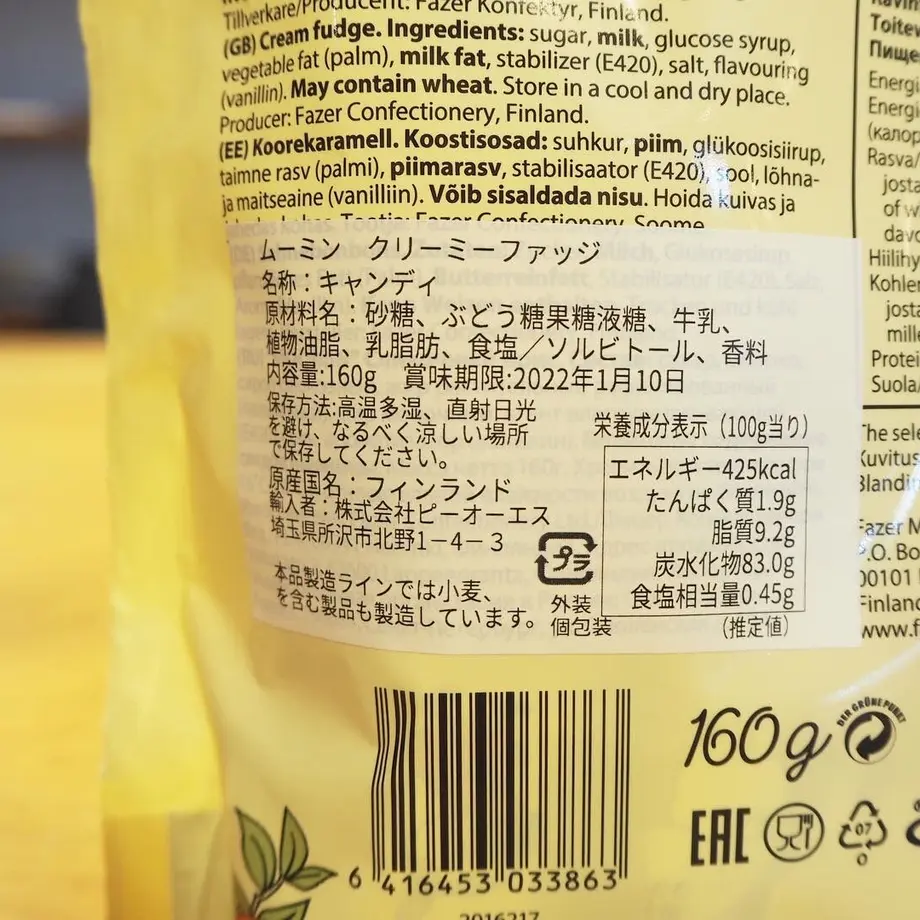 Tillverkare/Producent: Fazer Konfektyr, Finland.
(GB) Cream fudge. Ingredients: sugar, milk, glucose syrup,
vegetable fat (palm), milk fat, stabilizer (E420), salt, flavouring
(vanillin). May contain wheat. Store in a cool and dry place.
Producer: Fazer Confectionery, Finland.
(EE) Koorekaramell. Koostisosad: suhkur, piim, glükoosisiirup,
taimne rasv (palmi), piimarasv, stabilisaator (E420), sool, lõhna-
ja maitseaine (vanilliin). Võib sisaldada nisu. Hoida kuivas ja
jahedas kohas. Tootja: Fazer Confectionery, Soome.
ムーミン クリーミーファッジ
名称：キャンディ
原材料名：砂糖、ぶどう糖果糖液糖、牛乳、
植物油脂、乳脂肪、食塩／ソルビトール、香料
内容量:160g 賞味期限:2022年1月10日
保存方法:高温多湿、直射日光
を避け、なるべく涼しい場所
で保存してください。
原産国名：フィンランド
輸入者：株式会社ピーオーエス
埼玉県所沢市北野1－4－3
本品製造ラインでは小麦、
を含む製品も製造しています。
プラ
外装
個包装
栄養成分表示（100g当り）
エネルギー425kcal
たんぱく質1.9g
脂質9.2g
炭水化物83.0g
食塩相当量0.45g
（推定値）
Toitev
Пище
Energi
Energi
(калор
Rasva/
josta
of w
davo
Hiilihy
Kohler
josta
mill
Protei
Suola/
The sele
Kuvitus
Blandin
Fazer M
P.O. Bo
00101
Finland
www.f
160g
DER GRÜNE PUNKT
EAC
07
6 416453 033863
2016217